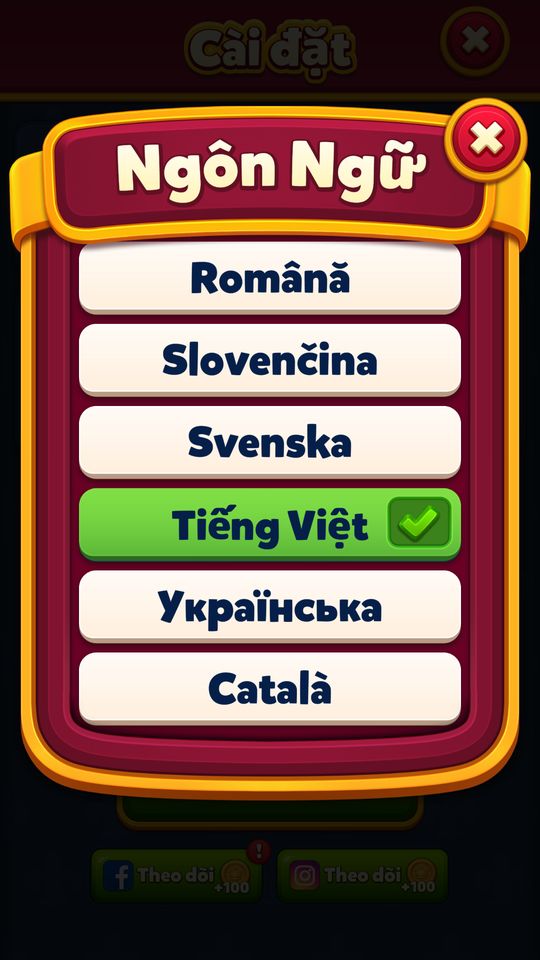 Cài đặt
Ngôn Ngữ
Română
Slovenčina
Svenska
Tiếng Việt
Українська
Català
Theo dõi
+100
!
Theo dõi
+100